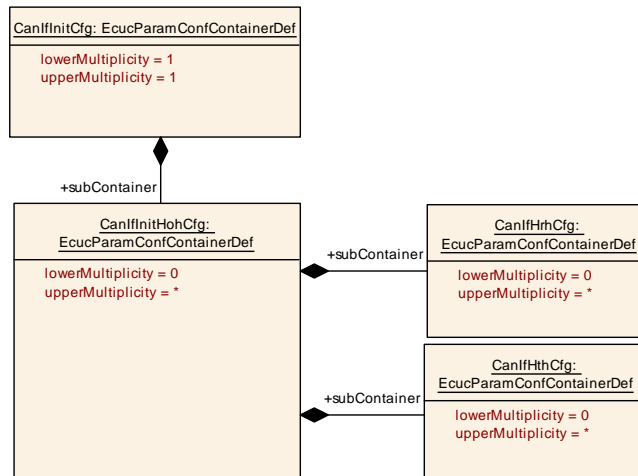 CanIfInitCfg: EcucParamConfContainerDef
lowerMultiplicity = 1
upperMultiplicity = 1
+subContainer
CanIfInitHohCfg:
EcucParamConfContainerDef
lowerMultiplicity = 0
upperMultiplicity = *
+subContainer
CanIfHrhCfg:
EcucParamConfContainerDef
lowerMultiplicity = 0
upperMultiplicity = *
+subContainer
CanIfHthCfg:
EcucParamConfContainerDef
lowerMultiplicity = 0
upperMultiplicity = *